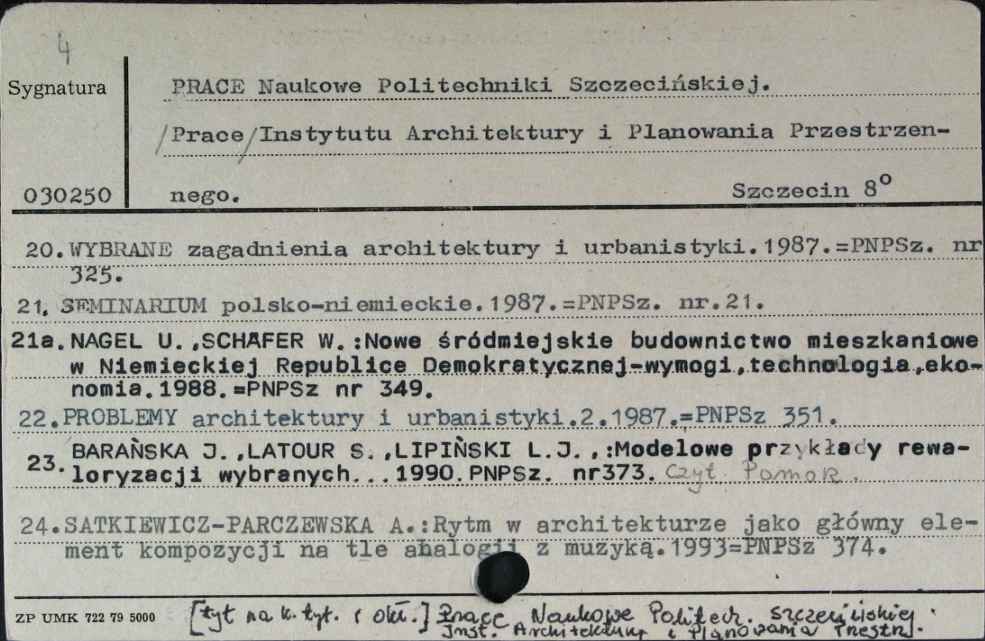 4
Sygnatura
PRACE Naukowe Politechniki Szczecińskiej.
/Prace/Instytutu Architektury i Planowania Przestrzen-
030250 nego. Szczecin 8°
20. WYBRANE zagadnienia architektury i urbanistyki.1987.=PNPSz. nr
325.
21. SEMINARIUM polsko-niemieckie.1987.=PNPSz. nr.21.
21a. NAGEL U.,SCHAFER W.:Nowe śródmiejskie budownictwo mieszkaniowe
w Niemieckiej Republice Demokratycznej-wymogi,technologia,eko-
nomia.1988.=PNPSz nr 349.
22. PROBLEMY architektury i urbanistyki.2.1987.=PNPSz 351.
23. BARAŃSKA J.,LATOUR S.,LIPIŃSKI L.J.,:Modelowe przykłady rewa-
loryzacji wybranych...1990.PNPSz. nr373. Czyt Pomor.
24. SATKIEWICZ-PARCZEWSKA A.:Rytm w architekturze jako główny ele-
ment kompozycji na tle analogii z muzyką.1993=PNPSz 374.
ZP UMK 722 79 5000 [tyt na k. tyt. i okł.] Prace Naukowe Politech. Szczecińskiej.
Inst. Architektury i Planowania Przestrz.